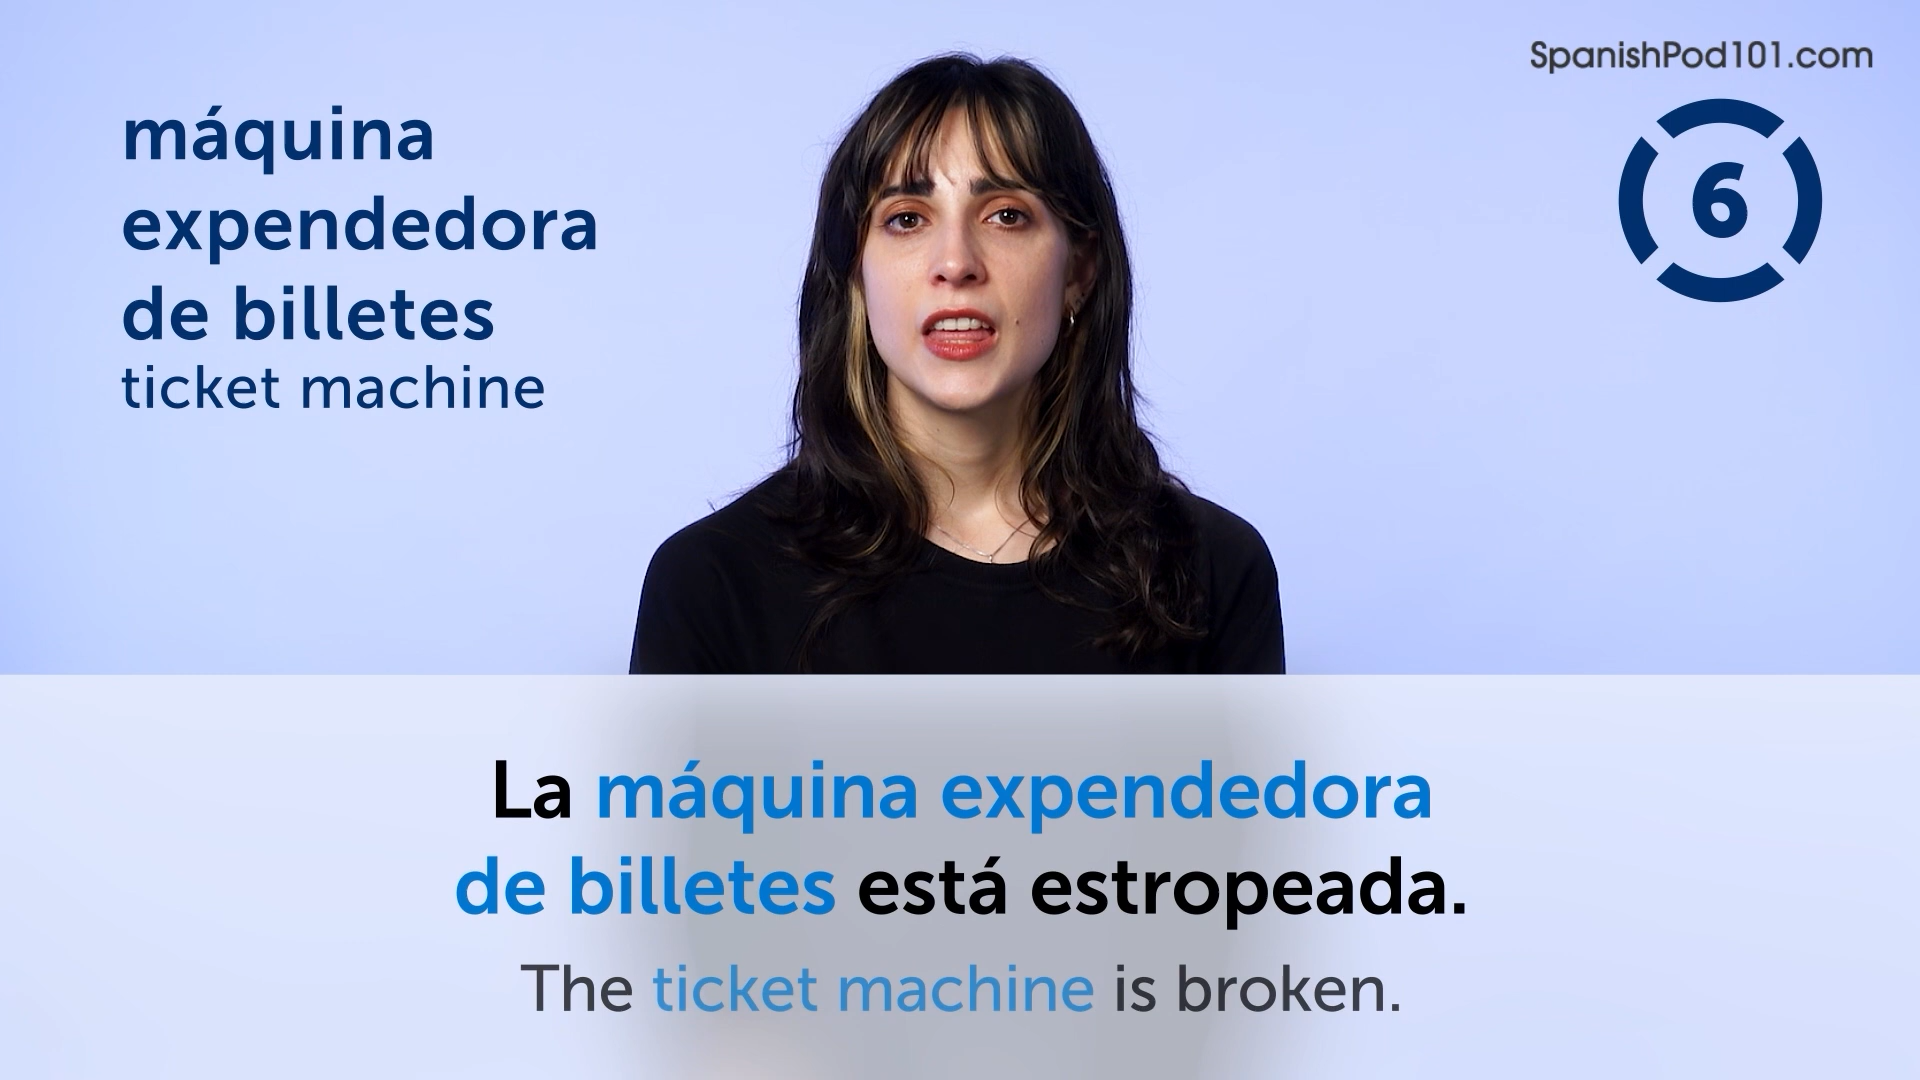 SpanishPod101.com
máquina
expendedora
de billetes
ticket machine
6
La máquina expendedora
de billetes está estropeada.
The ticket machine is broken.